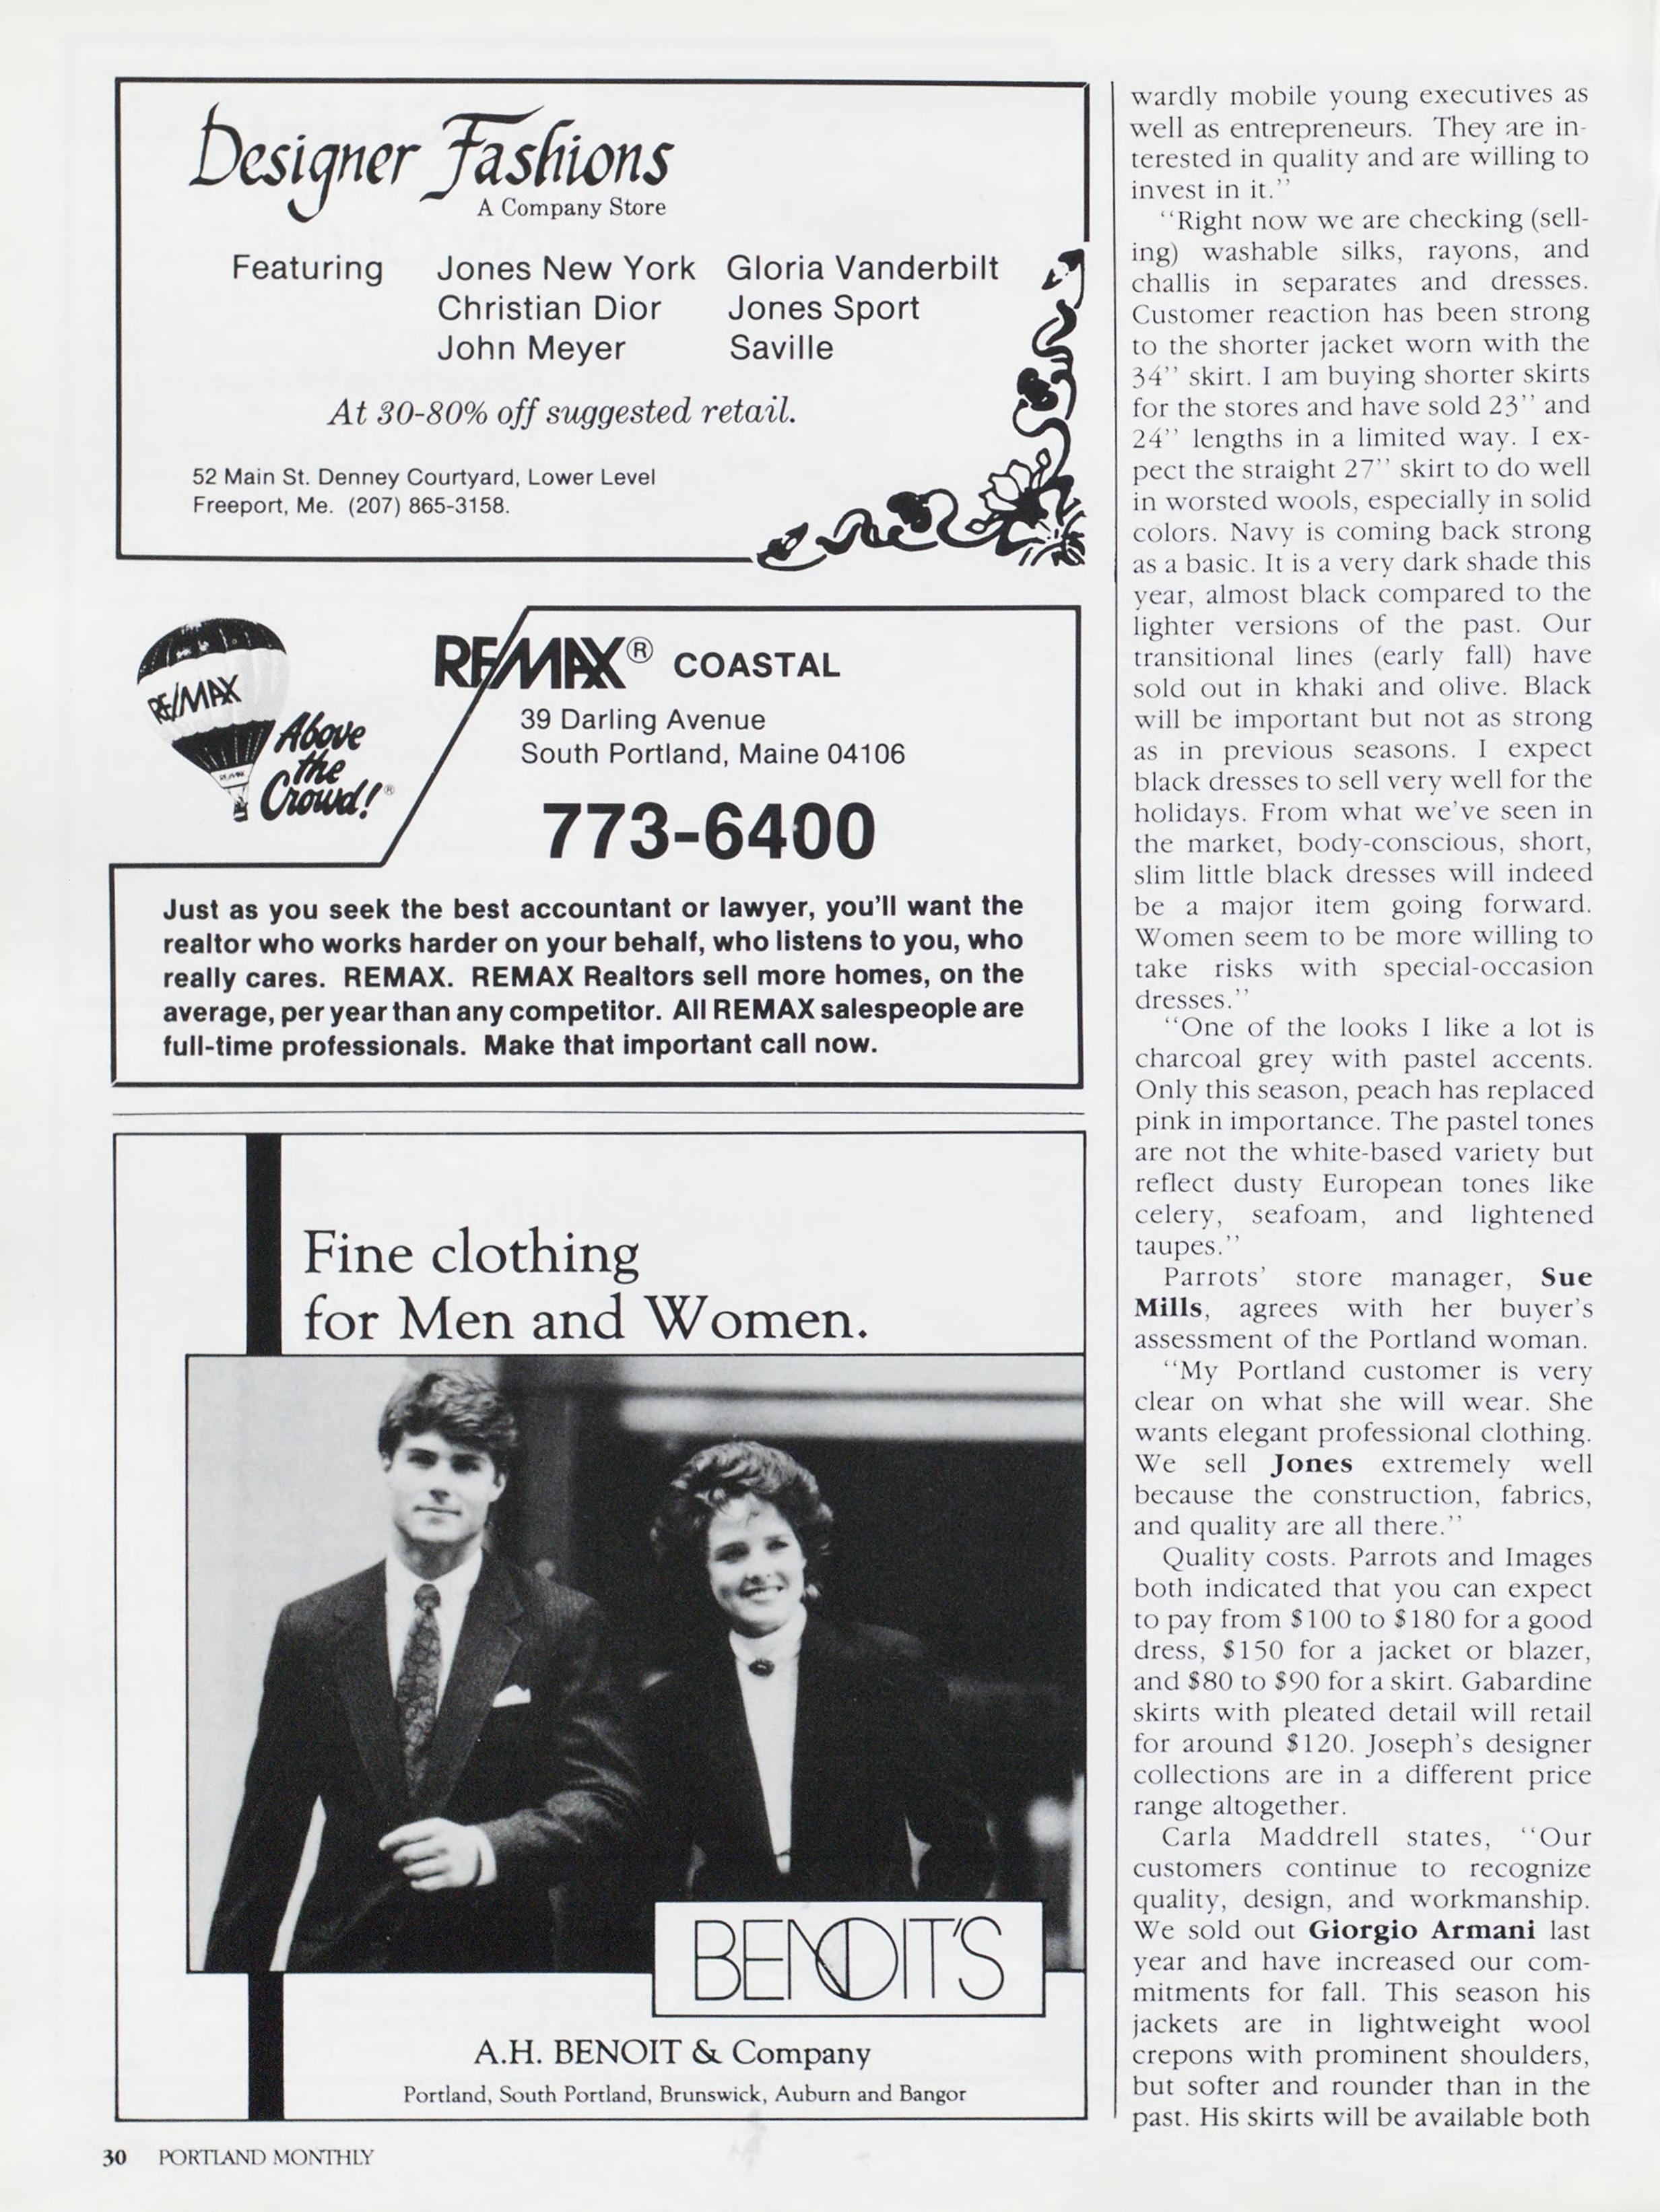 Designer Fashions
A Company Store
Featuring Jones New York Gloria Vanderbilt
Christian Dior Jones Sport
John Meyer Saville
At 30-80% off suggested retail.
52 Main St. Denney Courtyard, Lower Level
Freeport, Me. (207) 865-3158.
RE/MAX
RE/MAX
Above
the
Crowd!®
RE/MAX® COASTAL
39 Darling Avenue
South Portland, Maine 04106
773-6400
Just as you seek the best accountant or lawyer, you'll want the
realtor who works harder on your behalf, who listens to you, who
really cares. REMAX. REMAX Realtors sell more homes, on the
average, per year than any competitor. All REMAX salespeople are
full-time professionals. Make that important call now.
Fine clothing
for Men and Women.
BENOIT'S
A.H. BENOIT & Company
Portland, South Portland, Brunswick, Auburn and Bangor
30 PORTLAND MONTHLY
wardly mobile young executives as
well as entrepreneurs. They are in-
terested in quality and are willing to
invest in it.''
''Right now we are checking (sell-
ing) washable silks, rayons, and
challis in separates and dresses.
Customer reaction has been strong
to the shorter jacket worn with the
34'' skirt. I am buying shorter skirts
for the stores and have sold 23'' and
24'' lengths in a limited way. I ex-
pect the straight 27'' skirt to do well
in worsted wools, especially in solid
colors. Navy is coming back strong
as a basic. It is a very dark shade this
year, almost black compared to the
lighter versions of the past. Our
transitional lines (early fall) have
sold out in khaki and olive. Black
will be important but not as strong
as in previous seasons. I expect
black dresses to sell very well for the
holidays. From what we've seen in
the market, body-conscious, short,
slim little black dresses will indeed
be a major item going forward.
Women seem to be more willing to
take risks with special-occasion
dresses.''
''One of the looks I like a lot is
charcoal grey with pastel accents.
Only this season, peach has replaced
pink in importance. The pastel tones
are not the white-based variety but
reflect dusty European tones like
celery, seafoam, and lightened
taupes.''
Parrots' store manager, Sue
Mills, agrees with her buyer's
assessment of the Portland woman.
''My Portland customer is very
clear on what she will wear. She
wants elegant professional clothing.
We sell Jones extremely well
because the construction, fabrics,
and quality are all there.''
Quality costs. Parrots and Images
both indicated that you can expect
to pay from $100 to $180 for a good
dress, $150 for a jacket or blazer,
and $80 to $90 for a skirt. Gabardine
skirts with pleated detail will retail
for around $120. Joseph's designer
collections are in a different price
range altogether.
Carla Maddrell states, ''Our
customers continue to recognize
quality, design, and workmanship.
We sold out Giorgio Armani last
year and have increased our com-
mitments for fall. This season his
jackets are in lightweight wool
crepons with prominent shoulders,
but softer and rounder than in the
past. His skirts will be available both